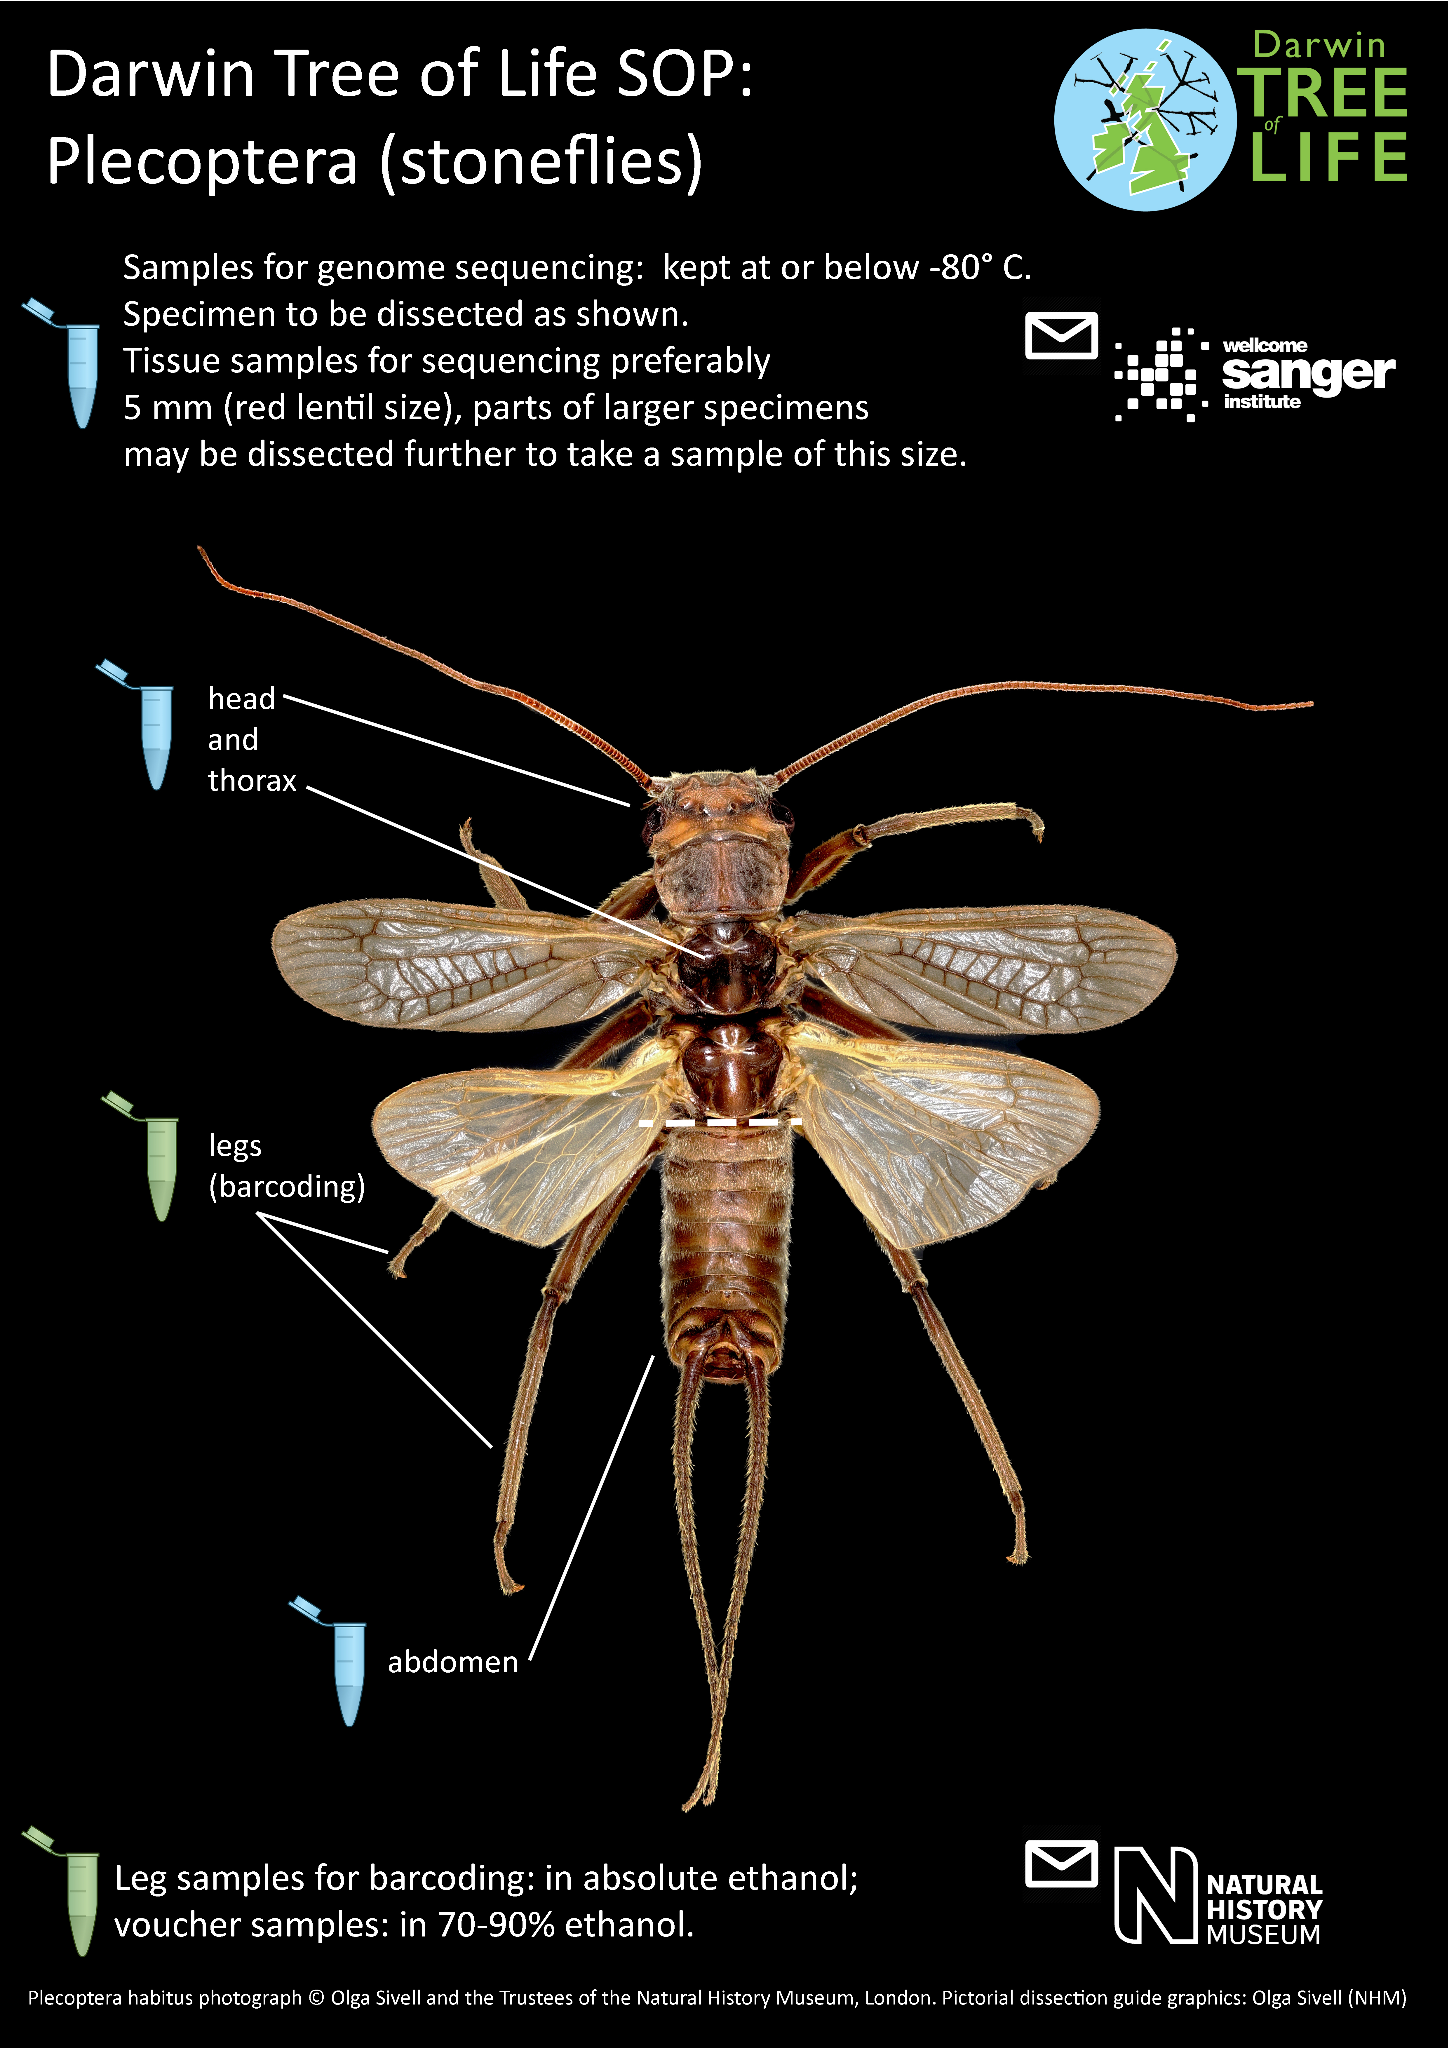 Darwin Tree of Life SOP:
Plecoptera (stoneflies)
Darwin
TREE
of
LIFE
Samples for genome sequencing:  kept at or below -80° C.
Specimen to be dissected as shown.
Tissue samples for sequencing preferably
5 mm (red lentil size), parts of larger specimens
may be dissected further to take a sample of this size.
wellcome
sanger
institute
head
and
thorax
legs
(barcoding)
abdomen
Leg samples for barcoding: in absolute ethanol;
voucher samples: in 70-90% ethanol.
N
NATURAL
HISTORY
MUSEUM
Plecoptera habitus photograph © Olga Sivell and the Trustees of the Natural History Museum, London. Pictorial dissection guide graphics: Olga Sivell (NHM)